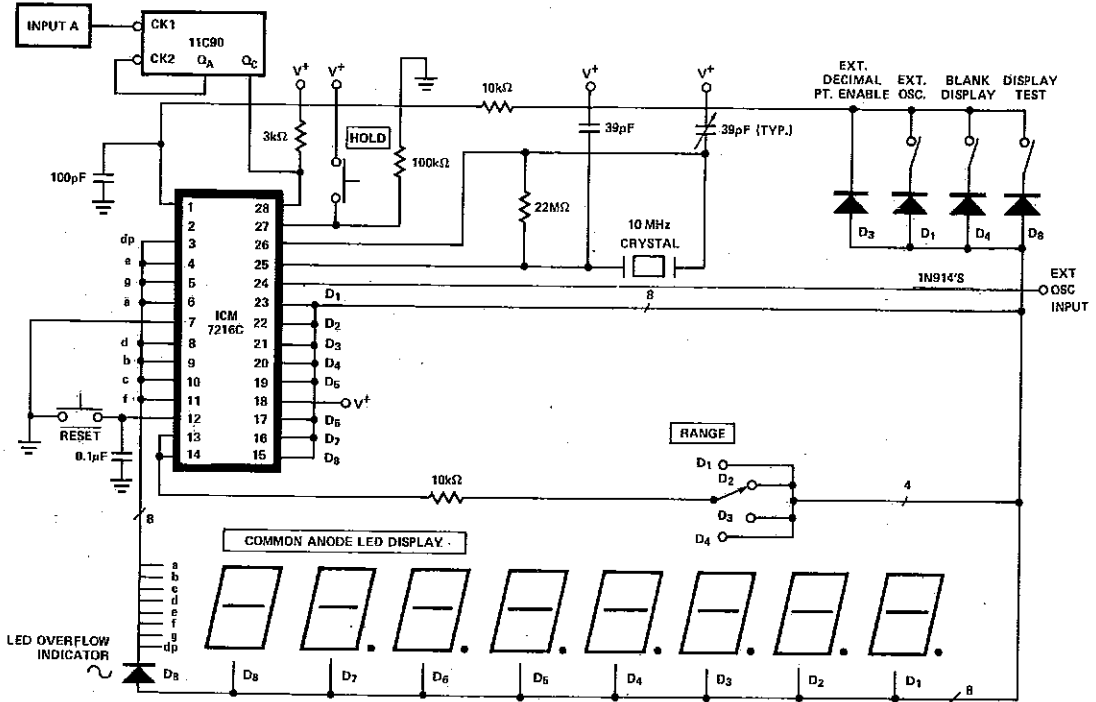 INPUT A
CK1
11C90
CK2
QA
QC
V+
V+
3kΩ
HOLD
100kΩ
10kΩ
V+
V+
39pF
39pF (TYP.)
22MΩ
10 MHz
CRYSTAL
EXT.
DECIMAL
PT. ENABLE
EXT.
OSC.
BLANK
DISPLAY
DISPLAY
TEST
D3
D1
D4
D8
1N914'S
EXT
OSC
INPUT
8
100pF
ICM
7216C
1
2
3
4
5
6
7
8
9
10
11
12
13
14
28
27
26
25
24
23
22
21
20
19
18
17
16
15
dp
e
g
a
d
b
c
f
D1
D2
D3
D4
D5
V+
D6
D7
D8
RESET
0.1μF
10kΩ
RANGE
D1
D2
D3
D4
4
8
COMMON ANODE LED DISPLAY
a
b
c
d
e
f
g
dp
LED OVERFLOW
INDICATOR
D8
D8
D7
D6
D5
D4
D3
D2
D1
8